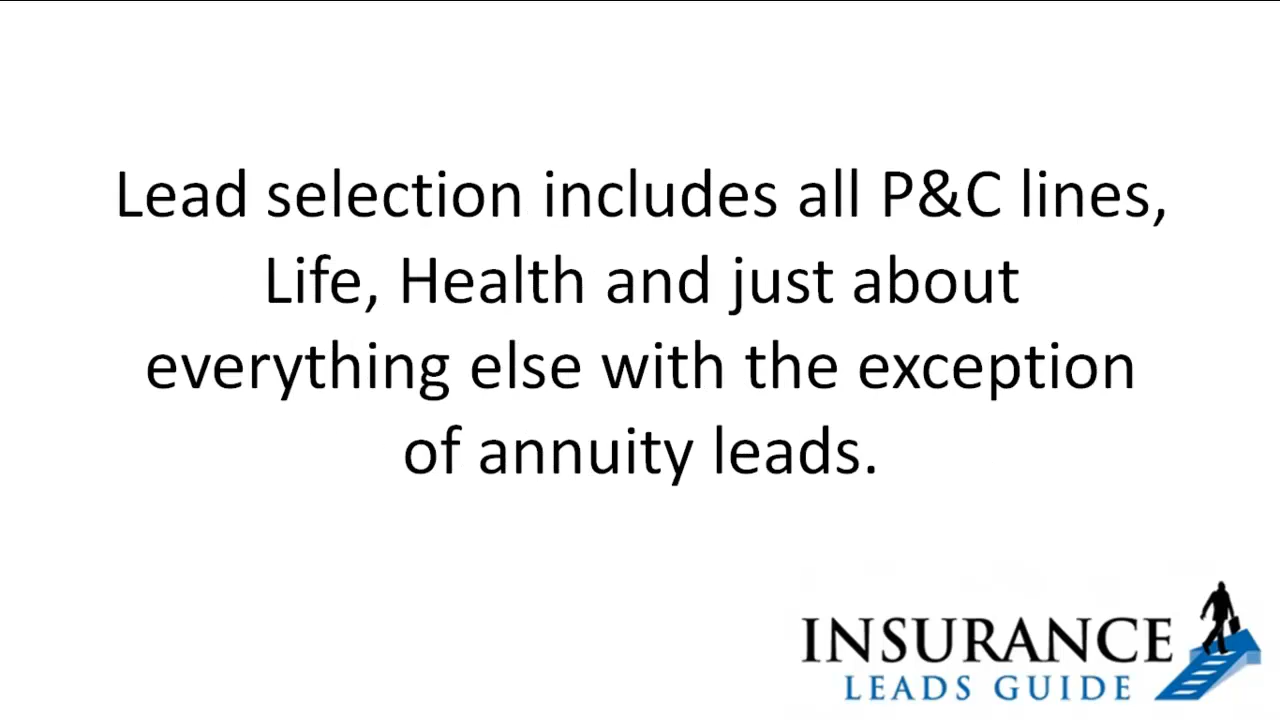 Lead selection includes all P&C lines,
Life, Health and just about
everything else with the exception
of annuity leads.
INSURANCE
LEADS GUIDE